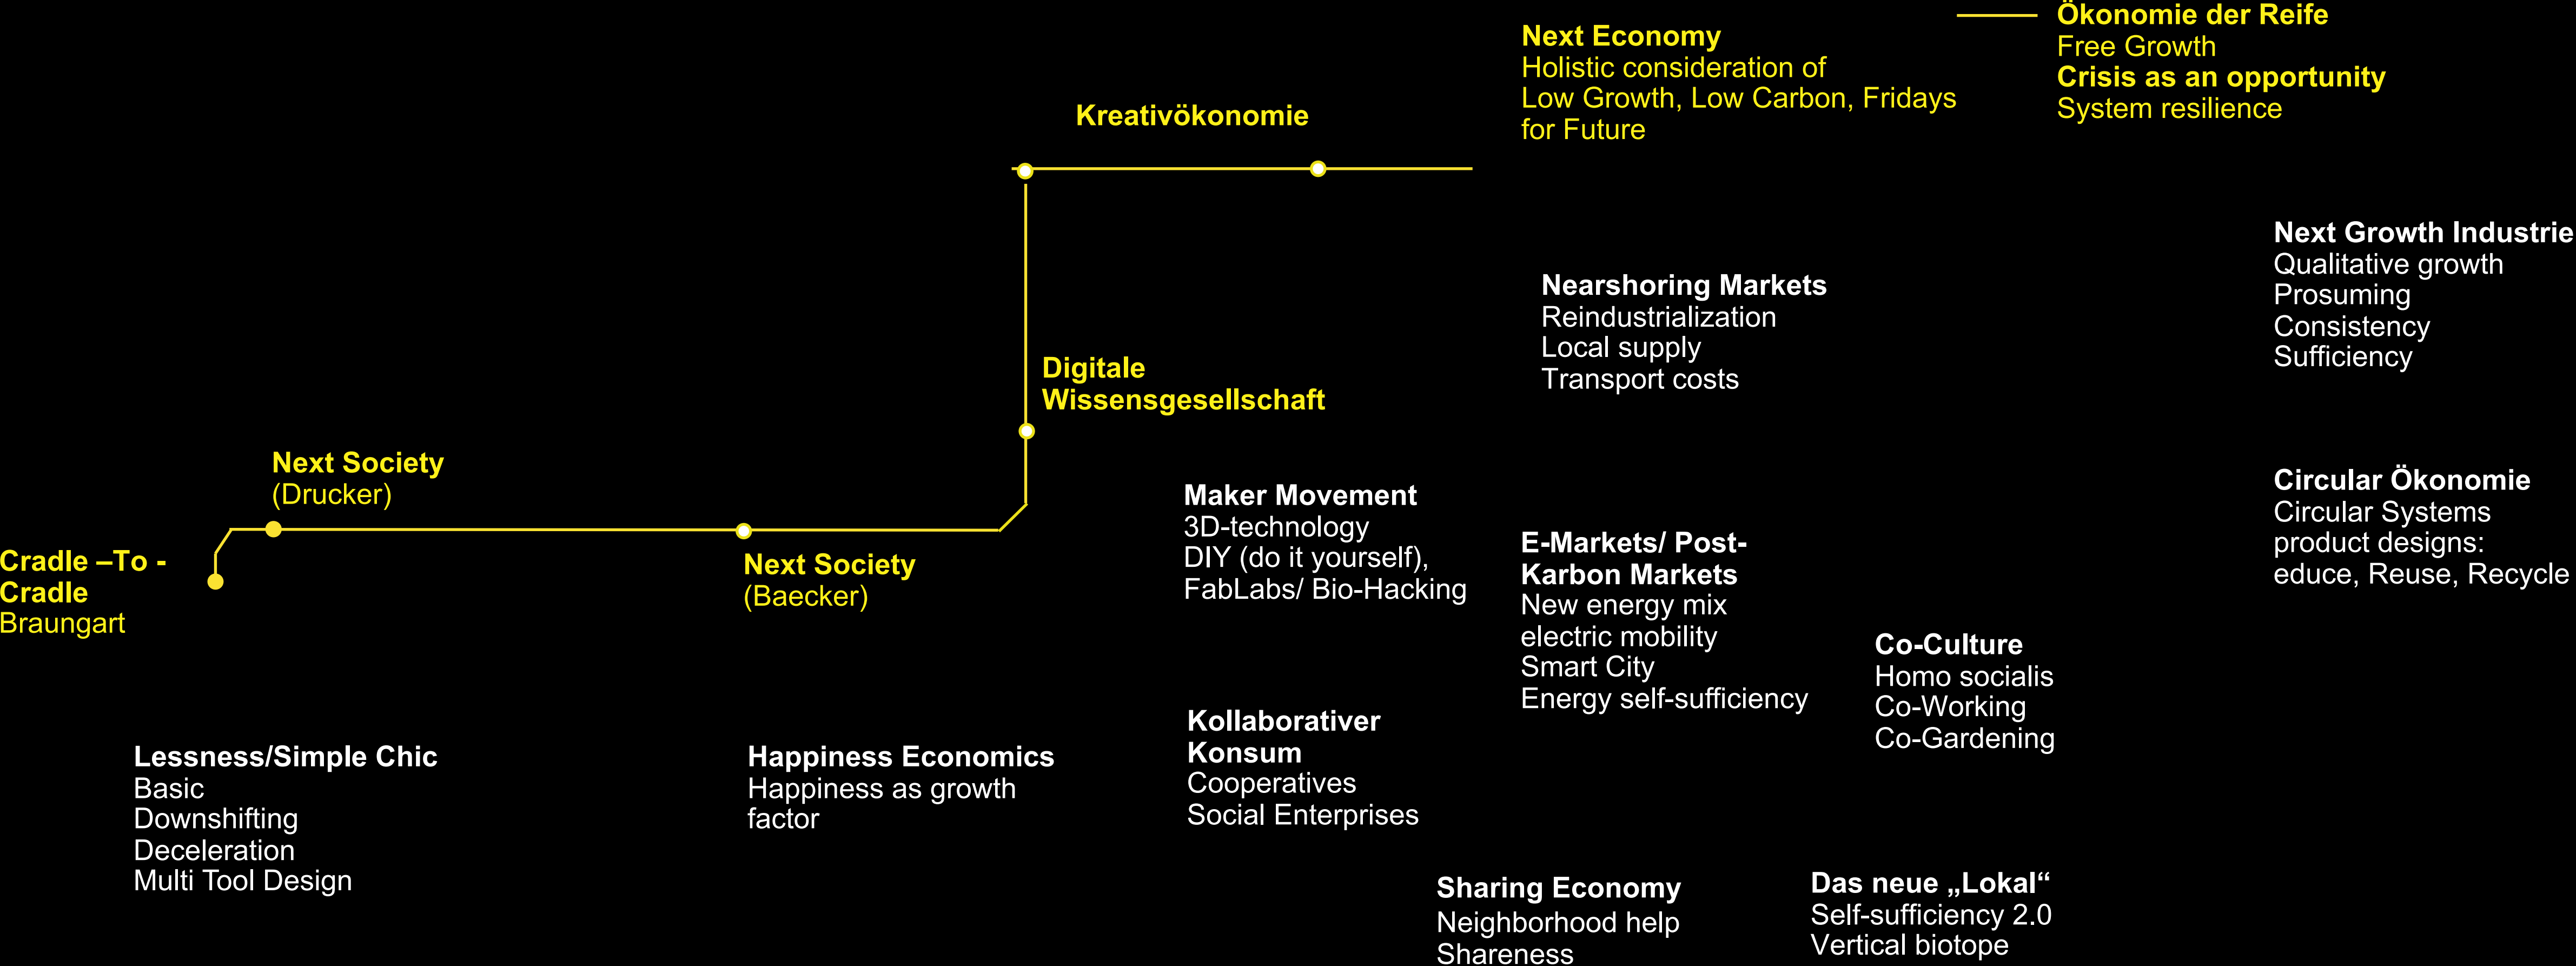 Ökonomie der Reife
Free Growth
Crisis as an opportunity
System resilience
Next Economy
Holistic consideration of
Low Growth, Low Carbon, Fridays
for Future
Kreativökonomie
Next Growth Industrie
Qualitative growth
Prosuming
Consistency
Sufficiency
Nearshoring Markets
Reindustrialization
Local supply
Transport costs
Digitale
Wissensgesellschaft
Next Society
(Drucker)
Cradle –To -
Cradle
Braungart
Next Society
(Baecker)
Maker Movement
3D-technology
DIY (do it yourself),
FabLabs/ Bio-Hacking
E-Markets/ Post-
Karbon Markets
New energy mix
electric mobility
Smart City
Energy self-sufficiency
Circular Ökonomie
Circular Systems
product designs:
educe, Reuse, Recycle
Co-Culture
Homo socialis
Co-Working
Co-Gardening
Lessness/Simple Chic
Basic
Downshifting
Deceleration
Multi Tool Design
Happiness Economics
Happiness as growth
factor
Kollaborativer
Konsum
Cooperatives
Social Enterprises
Sharing Economy
Neighborhood help
Shareness
Das neue „Lokal“
Self-sufficiency 2.0
Vertical biotope